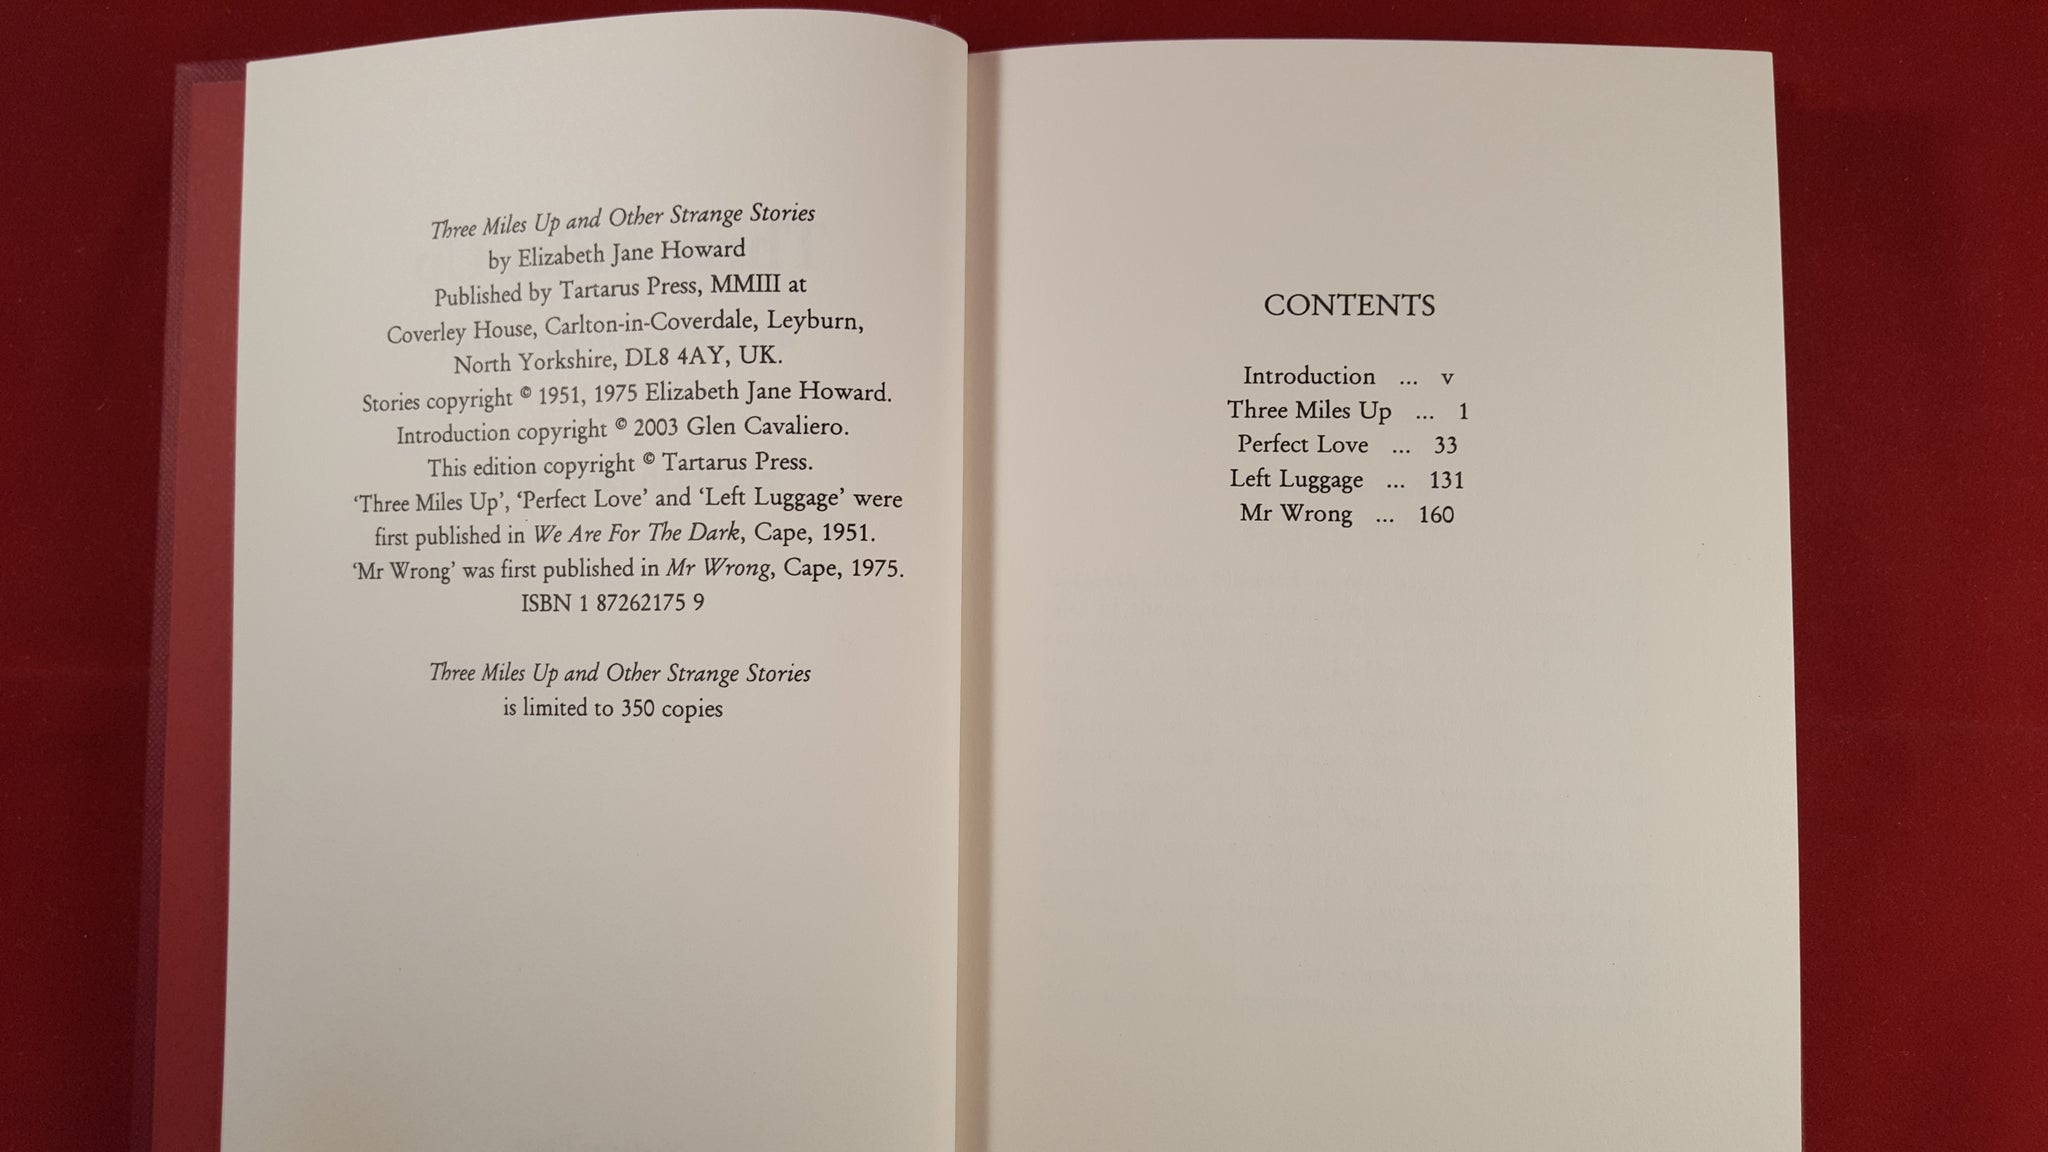 Three Miles Up and Other Strange Stories
by Elizabeth Jane Howard
Published by Tartarus Press, MMIII at
Coverley House, Carlton-in-Coverdale, Leyburn,
North Yorkshire, DL8 4AY, UK.
Stories copyright © 1951, 1975 Elizabeth Jane Howard.
Introduction copyright © 2003 Glen Cavaliero.
This edition copyright © Tartarus Press.
‘Three Miles Up’, ‘Perfect Love’ and ‘Left Luggage’ were
first published in We Are For The Dark, Cape, 1951.
‘Mr Wrong’ was first published in Mr Wrong, Cape, 1975.
ISBN 1 87262175 9
Three Miles Up and Other Strange Stories
is limited to 350 copies
CONTENTS
Introduction ... v
Three Miles Up ... 1
Perfect Love ... 33
Left Luggage ... 131
Mr Wrong ... 160